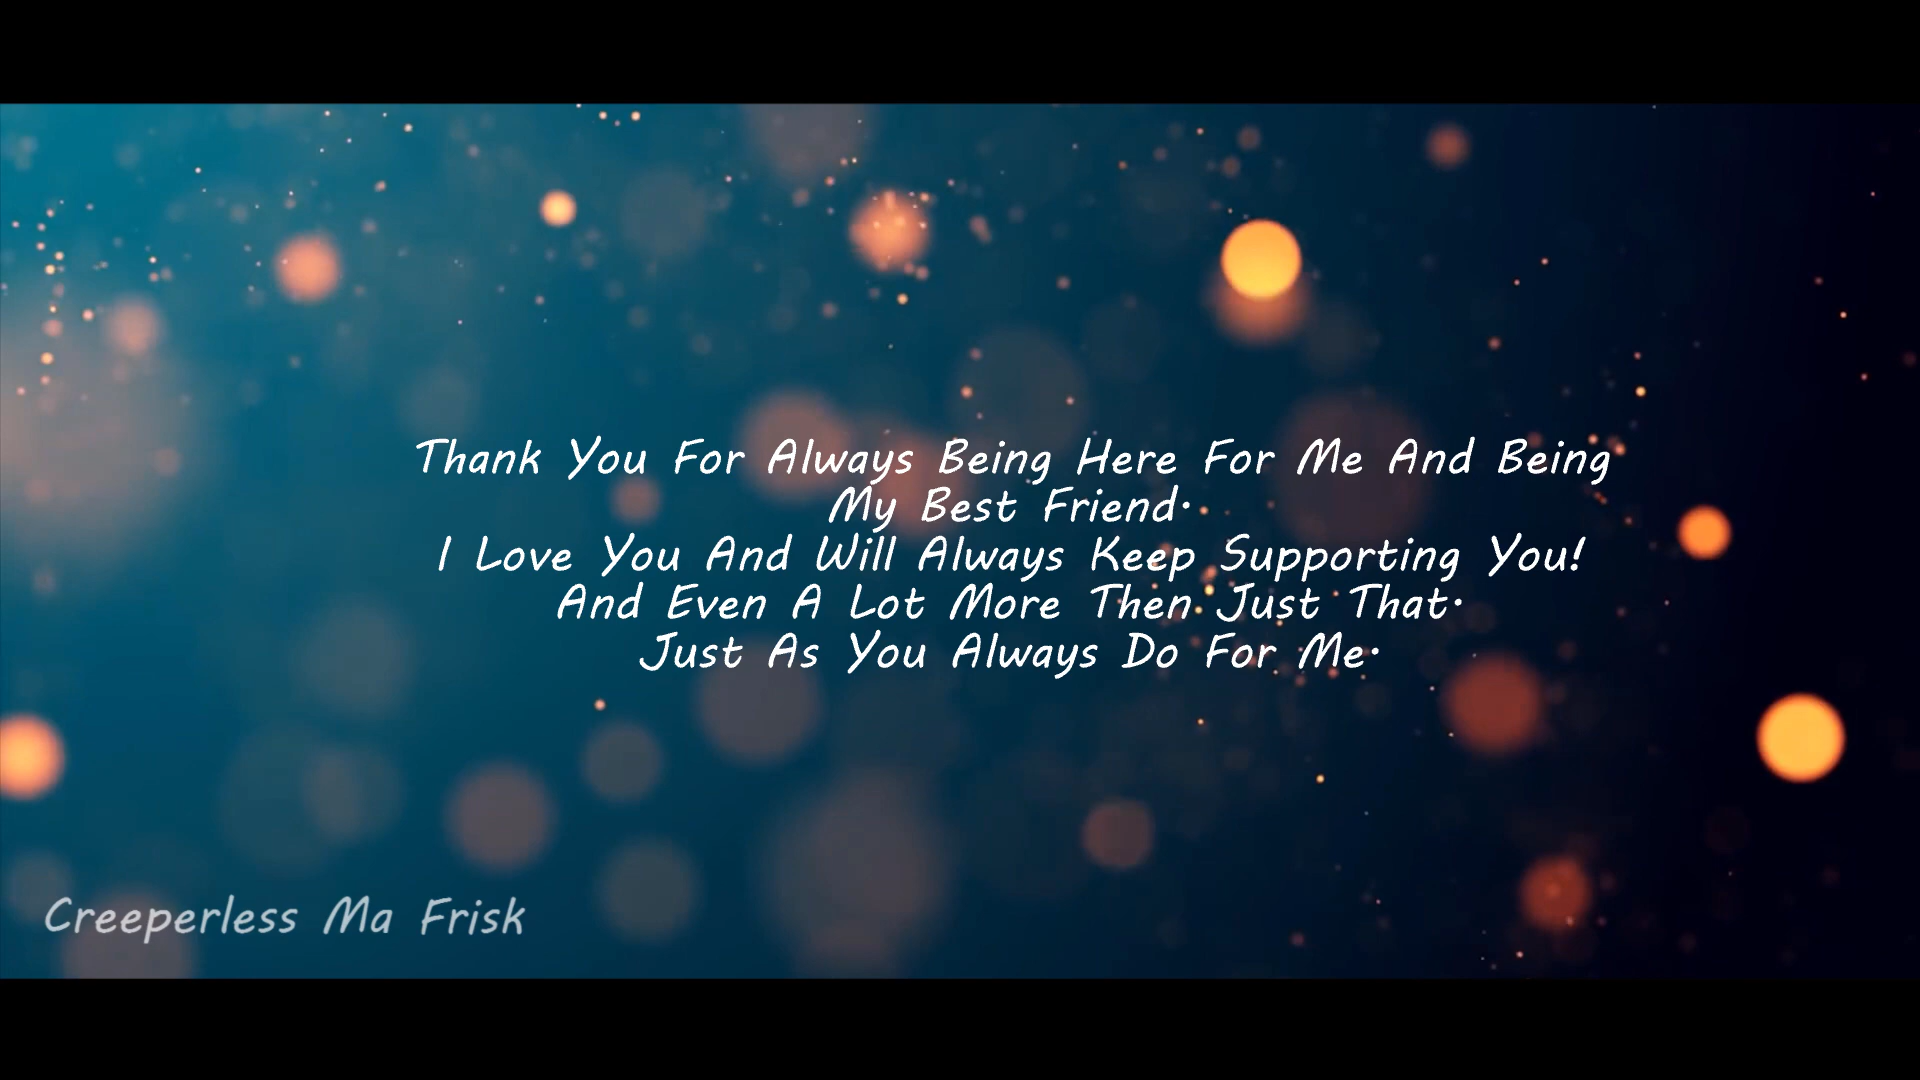 Thank You For Always Being Here For Me And Being
My Best Friend.
I Love You And Will Always Keep Supporting You!
And Even A Lot More Then Just That.
Just As You Always Do For Me.
Creeperless Ma Frisk